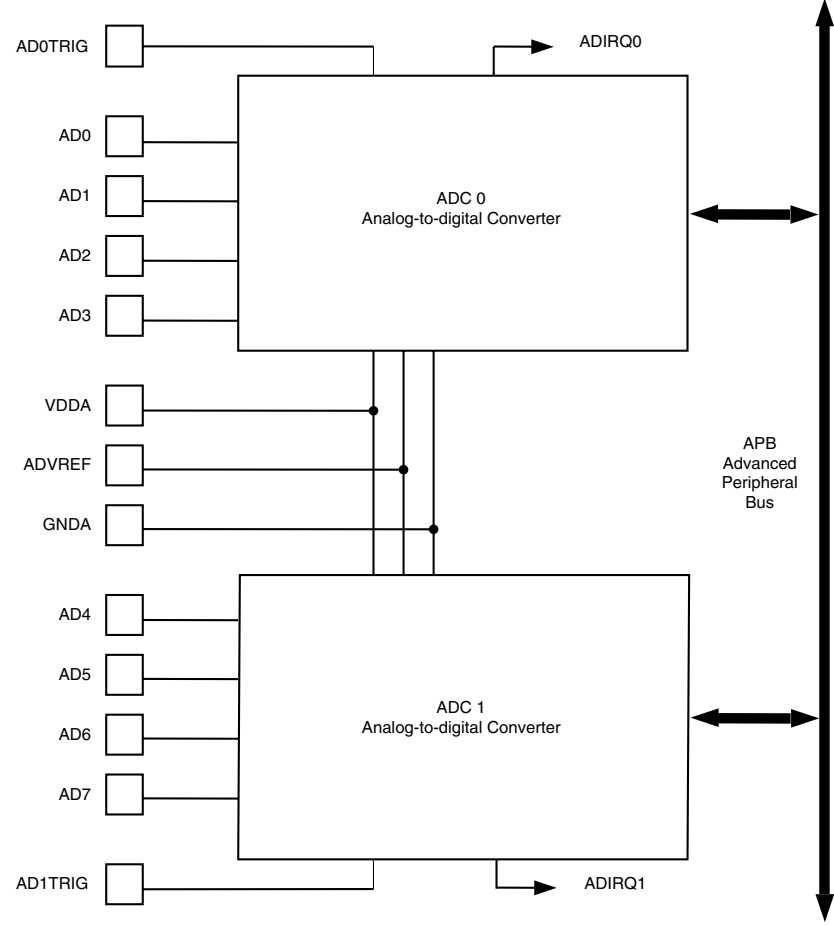 AD0TRIG
ADIRQ0
AD0
AD1
AD2
AD3
ADC 0
Analog-to-digital Converter
VDDA
ADVREF
GNDA
APB
Advanced
Peripheral
Bus
AD4
AD5
AD6
AD7
ADC 1
Analog-to-digital Converter
AD1TRIG
ADIRQ1